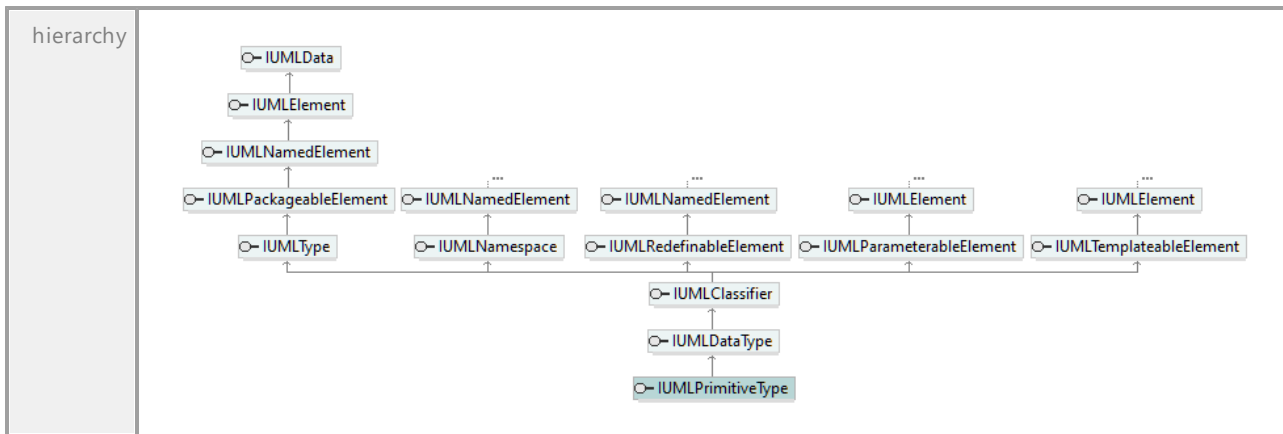 hierarchy
IUMLData
IUMLElement
IUMLNamedElement
... ... ... ...
IUMLPackageableElement IUMLNamedElement IUMLNamedElement IUMLElement IUMLElement
IUMLType IUMLNamespace IUMLRedefinableElement IUMLParameterableElement IUMLTemplateableElement
IUMLClassifier
IUMLDataType
IUMLPrimitiveType